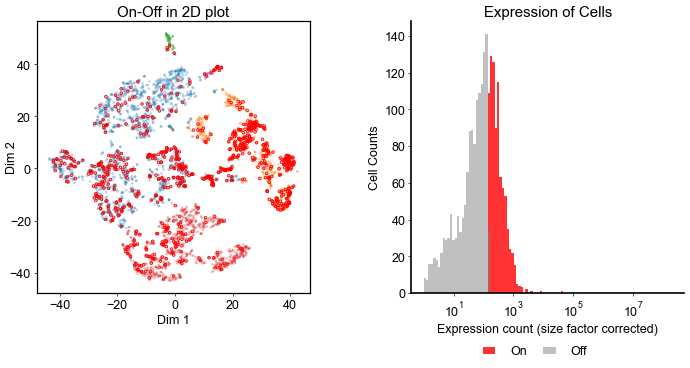 On-Off in 2D plot
Dim 2
40
20
0
−20
−40
−40 −20 0 20 40
Dim 1
Expression of Cells
Cell Counts
140
120
100
80
60
40
20
0
10^1 10^3 10^5 10^7
Expression count (size factor corrected)
On Off